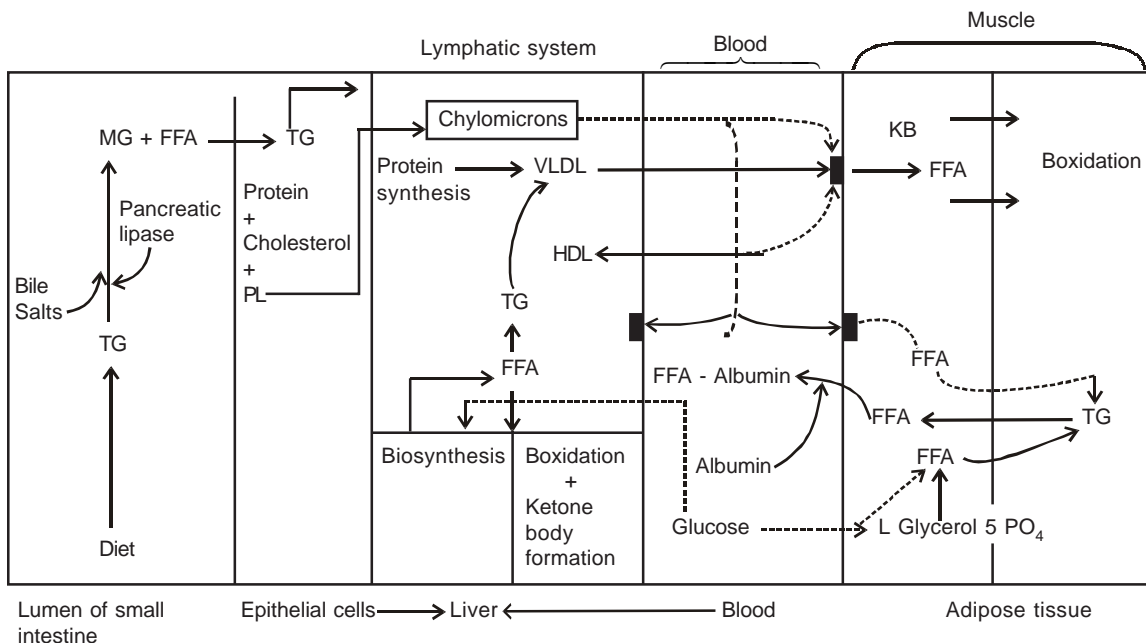 Muscle
Lymphatic system
Blood
MG + FFA
TG
Chylomicrons
KB
Boxidation
Protein
synthesis
VLDL
FFA
Protein
+
Cholesterol
+
PL
Pancreatic
lipase
HDL
Bile
Salts
TG
TG
FFA
FFA
FFA - Albumin
FFA
TG
Biosynthesis
Boxidation
+
Ketone
body
formation
Albumin
FFA
Glucose
L Glycerol 5 PO₄
Diet
Lumen of small
intestine
Epithelial cells
Liver
Blood
Adipose tissue